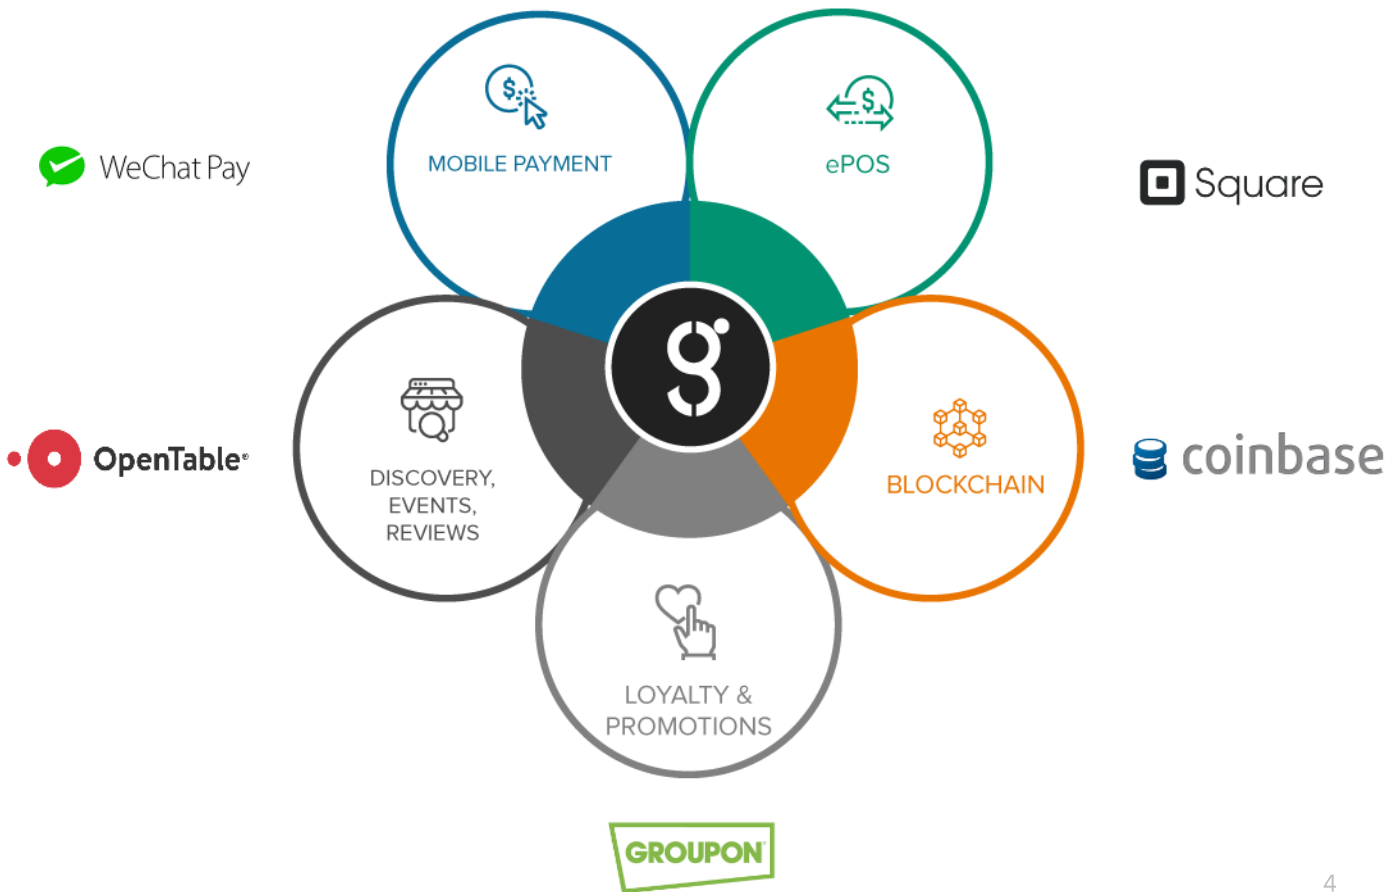 MOBILE PAYMENT
ePOS
WeChat Pay
Square
g
OpenTable®
DISCOVERY,
EVENTS,
REVIEWS
BLOCKCHAIN
coinbase
LOYALTY &
PROMOTIONS
GROUPON
4